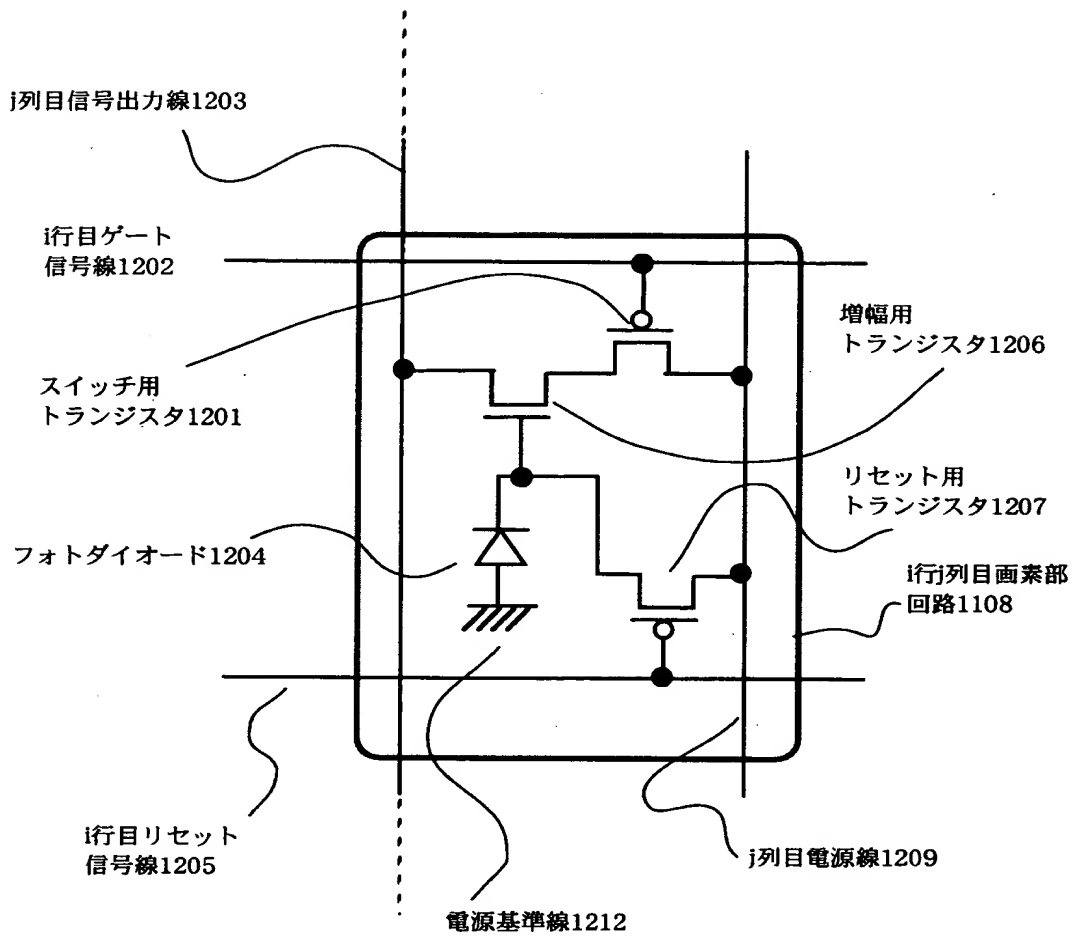 j列目信号出力線1203
i行目ゲート
信号線1202
増幅用
トランジスタ1206
スイッチ用
トランジスタ1201
リセット用
トランジスタ1207
フォトダイオード1204
i行j列目画素部
回路1108
i行目リセット
信号線1205
j列目電源線1209
電源基準線1212